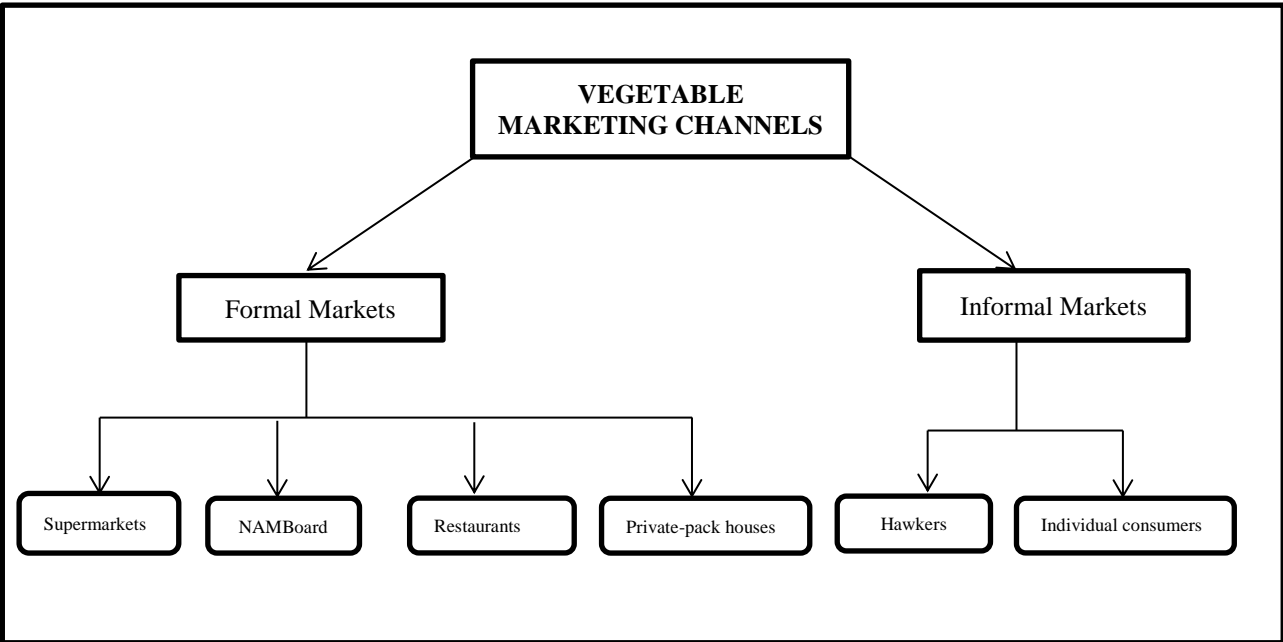 VEGETABLE
MARKETING CHANNELS
Formal Markets
Informal Markets
Supermarkets
NAMBoard
Restaurants
Private-pack houses
Hawkers
Individual consumers